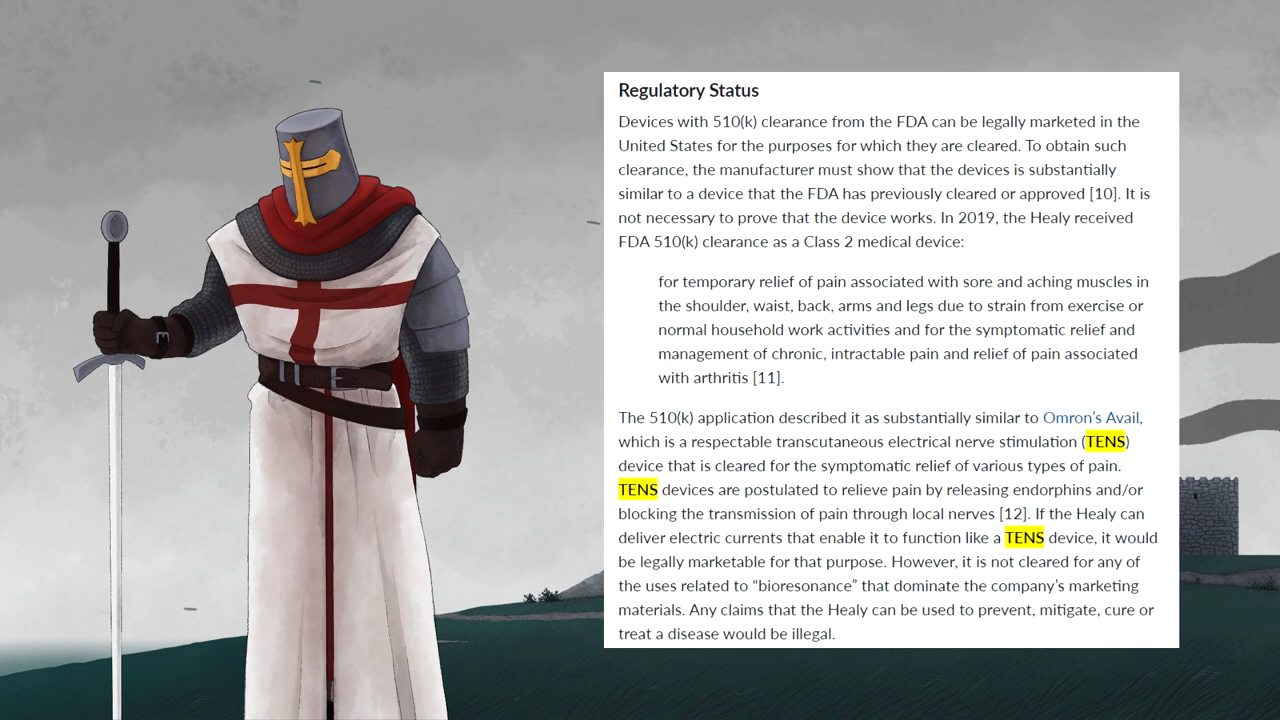 Regulatory Status
Devices with 510(k) clearance from the FDA can be legally marketed in the
United States for the purposes for which they are cleared. To obtain such
clearance, the manufacturer must show that the devices is substantially
similar to a device that the FDA has previously cleared or approved [10]. It is
not necessary to prove that the device works. In 2019, the Healy received
FDA 510(k) clearance as a Class 2 medical device:
for temporary relief of pain associated with sore and aching muscles in
the shoulder, waist, back, arms and legs due to strain from exercise or
normal household work activities and for the symptomatic relief and
management of chronic, intractable pain and relief of pain associated
with arthritis [11].
The 510(k) application described it as substantially similar to Omron's Avail,
which is a respectable transcutaneous electrical nerve stimulation (TENS)
device that is cleared for the symptomatic relief of various types of pain.
TENS devices are postulated to relieve pain by releasing endorphins and/or
blocking the transmission of pain through local nerves [12]. If the Healy can
deliver electric currents that enable it to function like a TENS device, it would
be legally marketable for that purpose. However, it is not cleared for any of
the uses related to “bioresonance” that dominate the company's marketing
materials. Any claims that the Healy can be used to prevent, mitigate, cure or
treat a disease would be illegal.